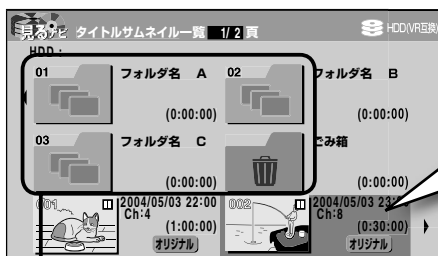 見るナビ タイトルサムネイル一覧 1/2 頁 HDD(VR互換)
HDD :
01 フォルダ名 A 02 フォルダ名 B
(0:00:00) (0:00:00)
03 フォルダ名 C ごみ箱
(0:00:00) (0:00:00)
001 2004/05/03 22:00 002 2004/05/03 23:
Ch:4 Ch:8
(1:00:00) (0:30:00)
オリジナル オリジナル